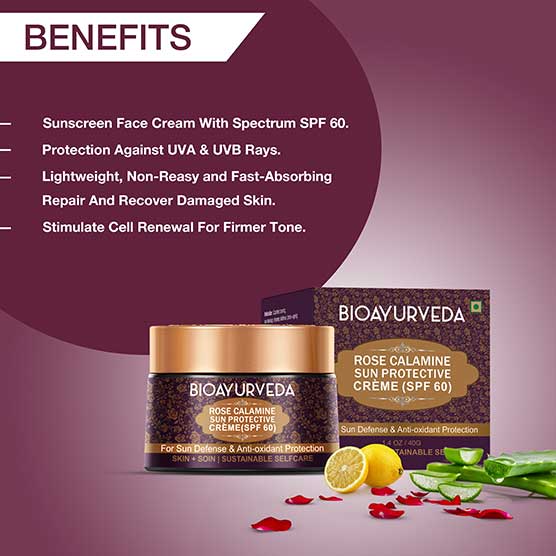 BENEFITS
Sunscreen Face Cream With Spectrum SPF 60.
Protection Against UVA & UVB Rays.
Lightweight, Non-Reasy and Fast-Absorbing
Repair And Recover Damaged Skin.
Stimulate Cell Renewal For Firmer Tone.
BIOAYURVEDA
ROSE CALAMINE
SUN PROTECTIVE
CRÈME (SPF 60)
Sun Defense & Anti-oxidant Protection
1.4 OZ / 40G
BIOAYURVEDA
ROSE CALAMINE
SUN PROTECTIVE
CRÈME(SPF 60)
For Sun Defense & Anti-oxidant Protection
SKIN + SOIN | SUSTAINABLE SELFCARE